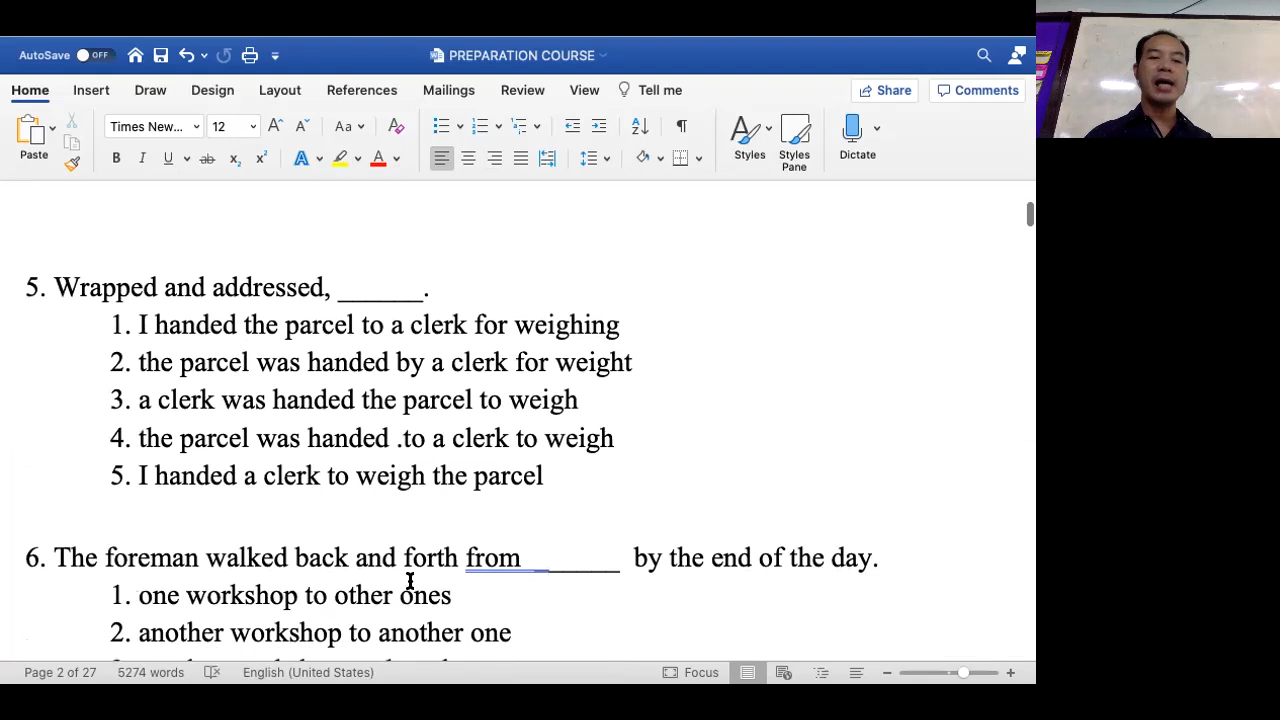 AutoSave OFF PREPARATION COURSE
Home Insert Draw Design Layout References Mailings Review View Tell me Share Comments
Times New... 12 Aa
Paste Styles Styles Pane Dictate
5. Wrapped and addressed, ______.
1. I handed the parcel to a clerk for weighing
2. the parcel was handed by a clerk for weight
3. a clerk was handed the parcel to weigh
4. the parcel was handed .to a clerk to weigh
5. I handed a clerk to weigh the parcel
6. The foreman walked back and forth from ______ by the end of the day.
1. one workshop to other ones
2. another workshop to another one
Page 2 of 27 5274 words English (United States) Focus